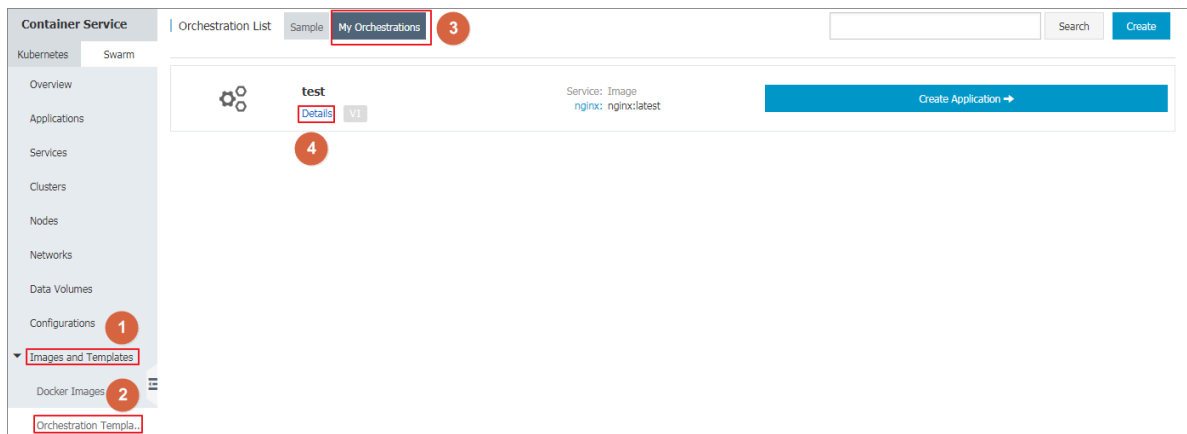 Container Service
Kubernetes Swarm
Overview
Applications
Services
Clusters
Nodes
Networks
Data Volumes
Configurations
1
Images and Templates
Docker Images
2
Orchestration Templa..
Orchestration List Sample My Orchestrations
3
Search Create
test
Details V1
4
Service: Image
nginx: nginx:latest
Create Application ➔